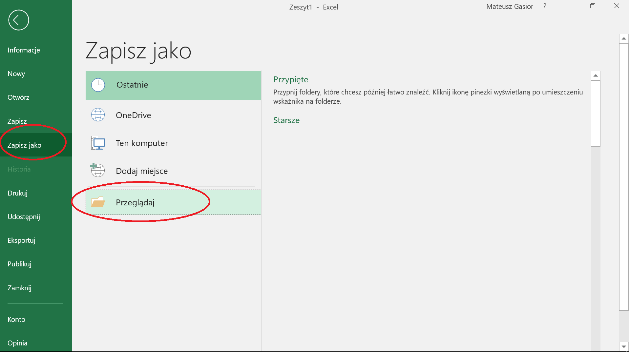 Zeszyt1 - Excel
Mateusz Gasior
?
Informacje
Nowy
Otwórz
Zapisz
Zapisz jako
Historia
Drukuj
Udostępnij
Eksportuj
Publikuj
Zamknij
Konto
Opinia
Zapisz jako
Ostatnie
OneDrive
Ten komputer
Dodaj miejsce
Przeglądaj
Przypięte
Przypnij foldery, które chcesz później łatwo znaleźć. Kliknij ikonę pinezki wyświetlaną po umieszczeniu
wskaźnika na folderze.
Starsze